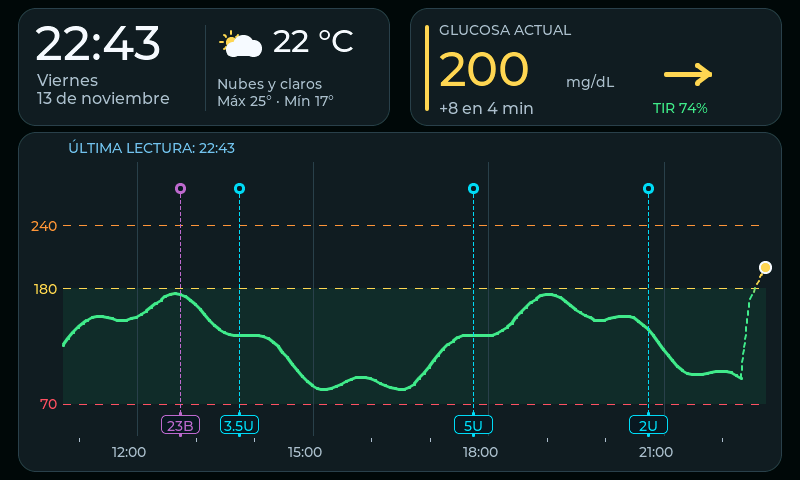 22:43
Viernes
13 de noviembre
22 °C
Nubes y claros
Máx 25° · Mín 17°
GLUCOSA ACTUAL
200 mg/dL
+8 en 4 min
TIR 74%
ÚLTIMA LECTURA: 22:43
240
180
70
23B 3.5U 5U 2U
12:00 15:00 18:00 21:00